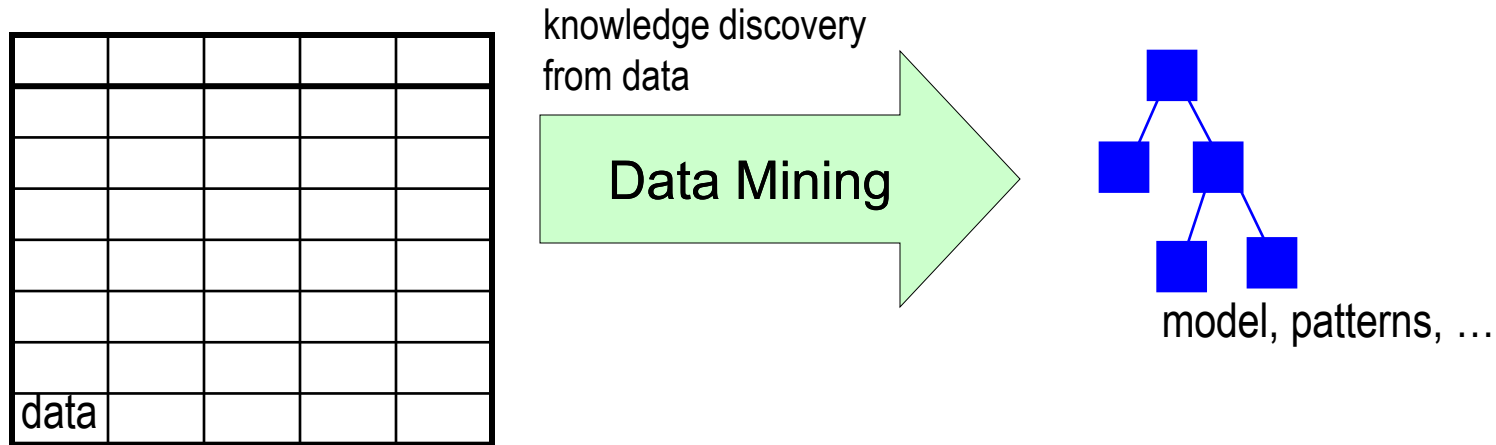 knowledge discovery
from data
Data Mining
model, patterns, …
data